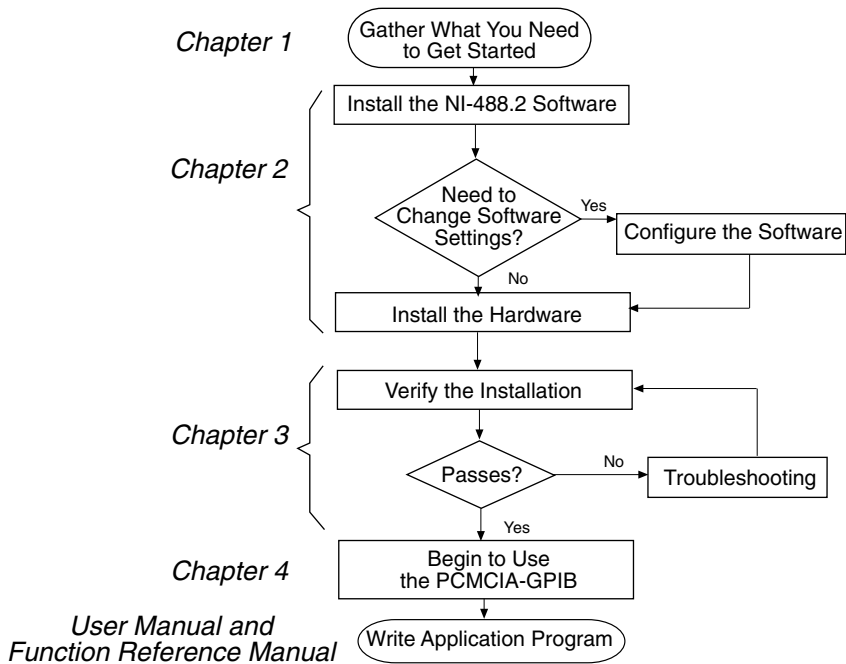 Chapter 1
Gather What You Need
to Get Started
Install the NI-488.2 Software
Chapter 2
Need to
Change Software
Settings?
Yes
Configure the Software
No
Install the Hardware
Verify the Installation
Chapter 3
Passes?
No
Troubleshooting
Yes
Chapter 4
Begin to Use
the PCMCIA-GPIB
User Manual and
Function Reference Manual
Write Application Program